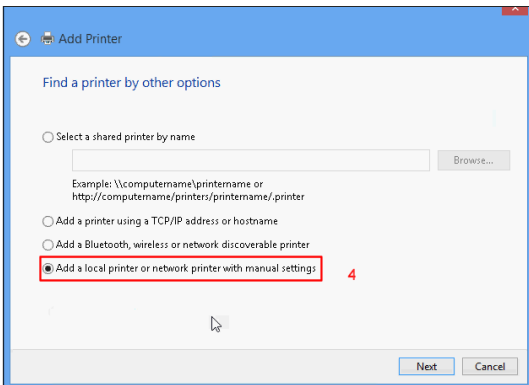 Add Printer
Find a printer by other options
Select a shared printer by name
Browse...
Example: \\computername\printername or
http://computername/printers/printername/.printer
Add a printer using a TCP/IP address or hostname
Add a Bluetooth, wireless or network discoverable printer
Add a local printer or network printer with manual settings
4
Next
Cancel